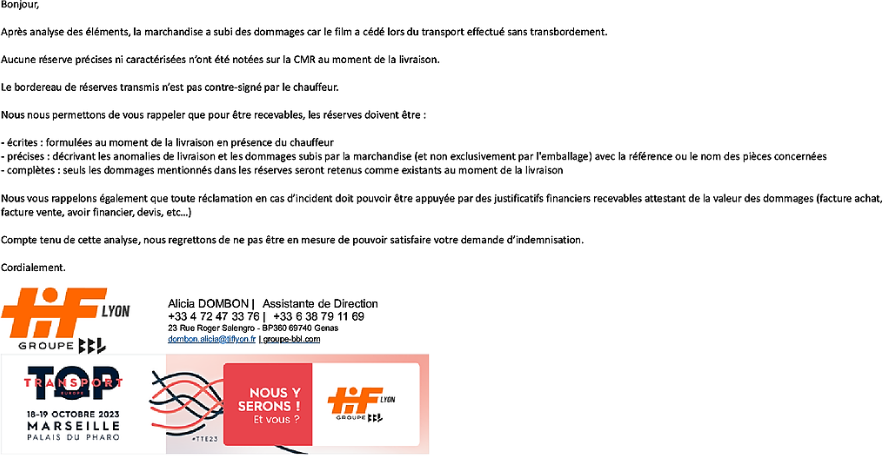 Bonjour,
Après analyse des éléments, la marchandise a subi des dommages car le film a cédé lors du transport effectué sans transbordement.
Aucune réserve précises ni caractérisées n'ont été notées sur la CMR au moment de la livraison.
Le bordereau de réserves transmis n'est pas contre-signé par le chauffeur.
Nous nous permettons de vous rappeler que pour être recevables, les réserves doivent être :
- écrites : formulées au moment de la livraison en présence du chauffeur
- précises : décrivant les anomalies de livraison et les dommages subis par la marchandise (et non exclusivement par l'emballage) avec la référence ou le nom des pièces concernées
- complètes : seuls les dommages mentionnés dans les réserves seront retenus comme existants au moment de la livraison
Nous vous rappelons également que toute réclamation en cas d'incident doit pouvoir être appuyée par des justificatifs financiers recevables attestant de la valeur des dommages (facture achat,
facture vente, avoir financier, devis, etc…)
Compte tenu de cette analyse, nous regrettons de ne pas être en mesure de pouvoir satisfaire votre demande d'indemnisation.
Cordialement.
TIF LYON
GROUPE BBL
Alicia DOMBON | Assistante de Direction
+33 4 72 47 33 76 | +33 6 38 79 11 69
23 Rue Roger Salengro - BP360 69740 Genas
dombon.alicia@tiflyon.fr | groupe-bbl.com
TOP
TRANSPORT
EUROPE
18-19 OCTOBRE 2023
MARSEILLE
PALAIS DU PHARO
#TTE23
NOUS Y
SERONS !
Et vous ?
TIF LYON
GROUPE BBL